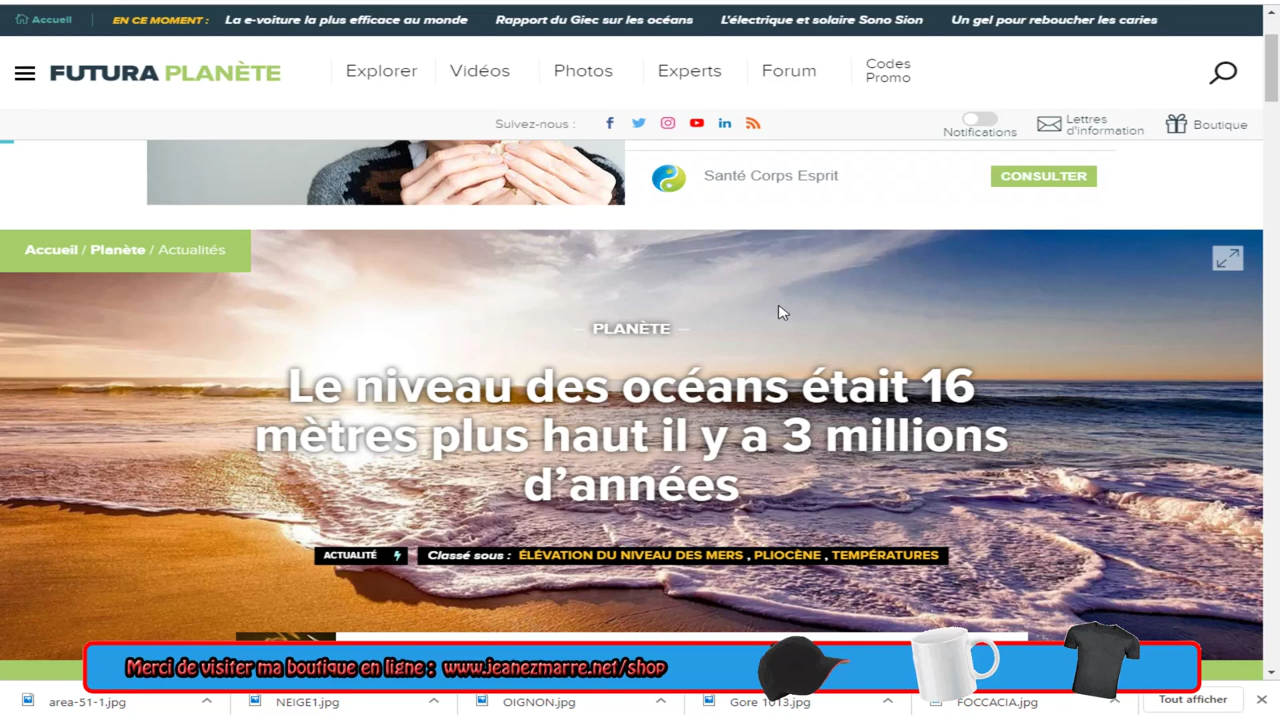 Accueil
EN CE MOMENT :
La e-voiture la plus efficace au monde
Rapport du Giec sur les océans
L'électrique et solaire Sono Sion
Un gel pour reboucher les caries
FUTURA PLANÈTE
Explorer
Vidéos
Photos
Experts
Forum
Codes
Promo
Suivez-nous :
Notifications
Lettres
d'information
Boutique
Santé Corps Esprit
CONSULTER
Accueil / Planète / Actualités
PLANÈTE
Le niveau des océans était 16
mètres plus haut il y a 3 millions
d’années
ACTUALITÉ
Classé sous : ÉLÉVATION DU NIVEAU DES MERS , PLIOCÈNE , TEMPÉRATURES
Merci de visiter ma boutique en ligne : www.jeanezmarre.net/shop
area-51-1.jpg
NEIGE1.jpg
OIGNON.jpg
Gore 1013.jpg
FOCCACIA.jpg
Tout afficher